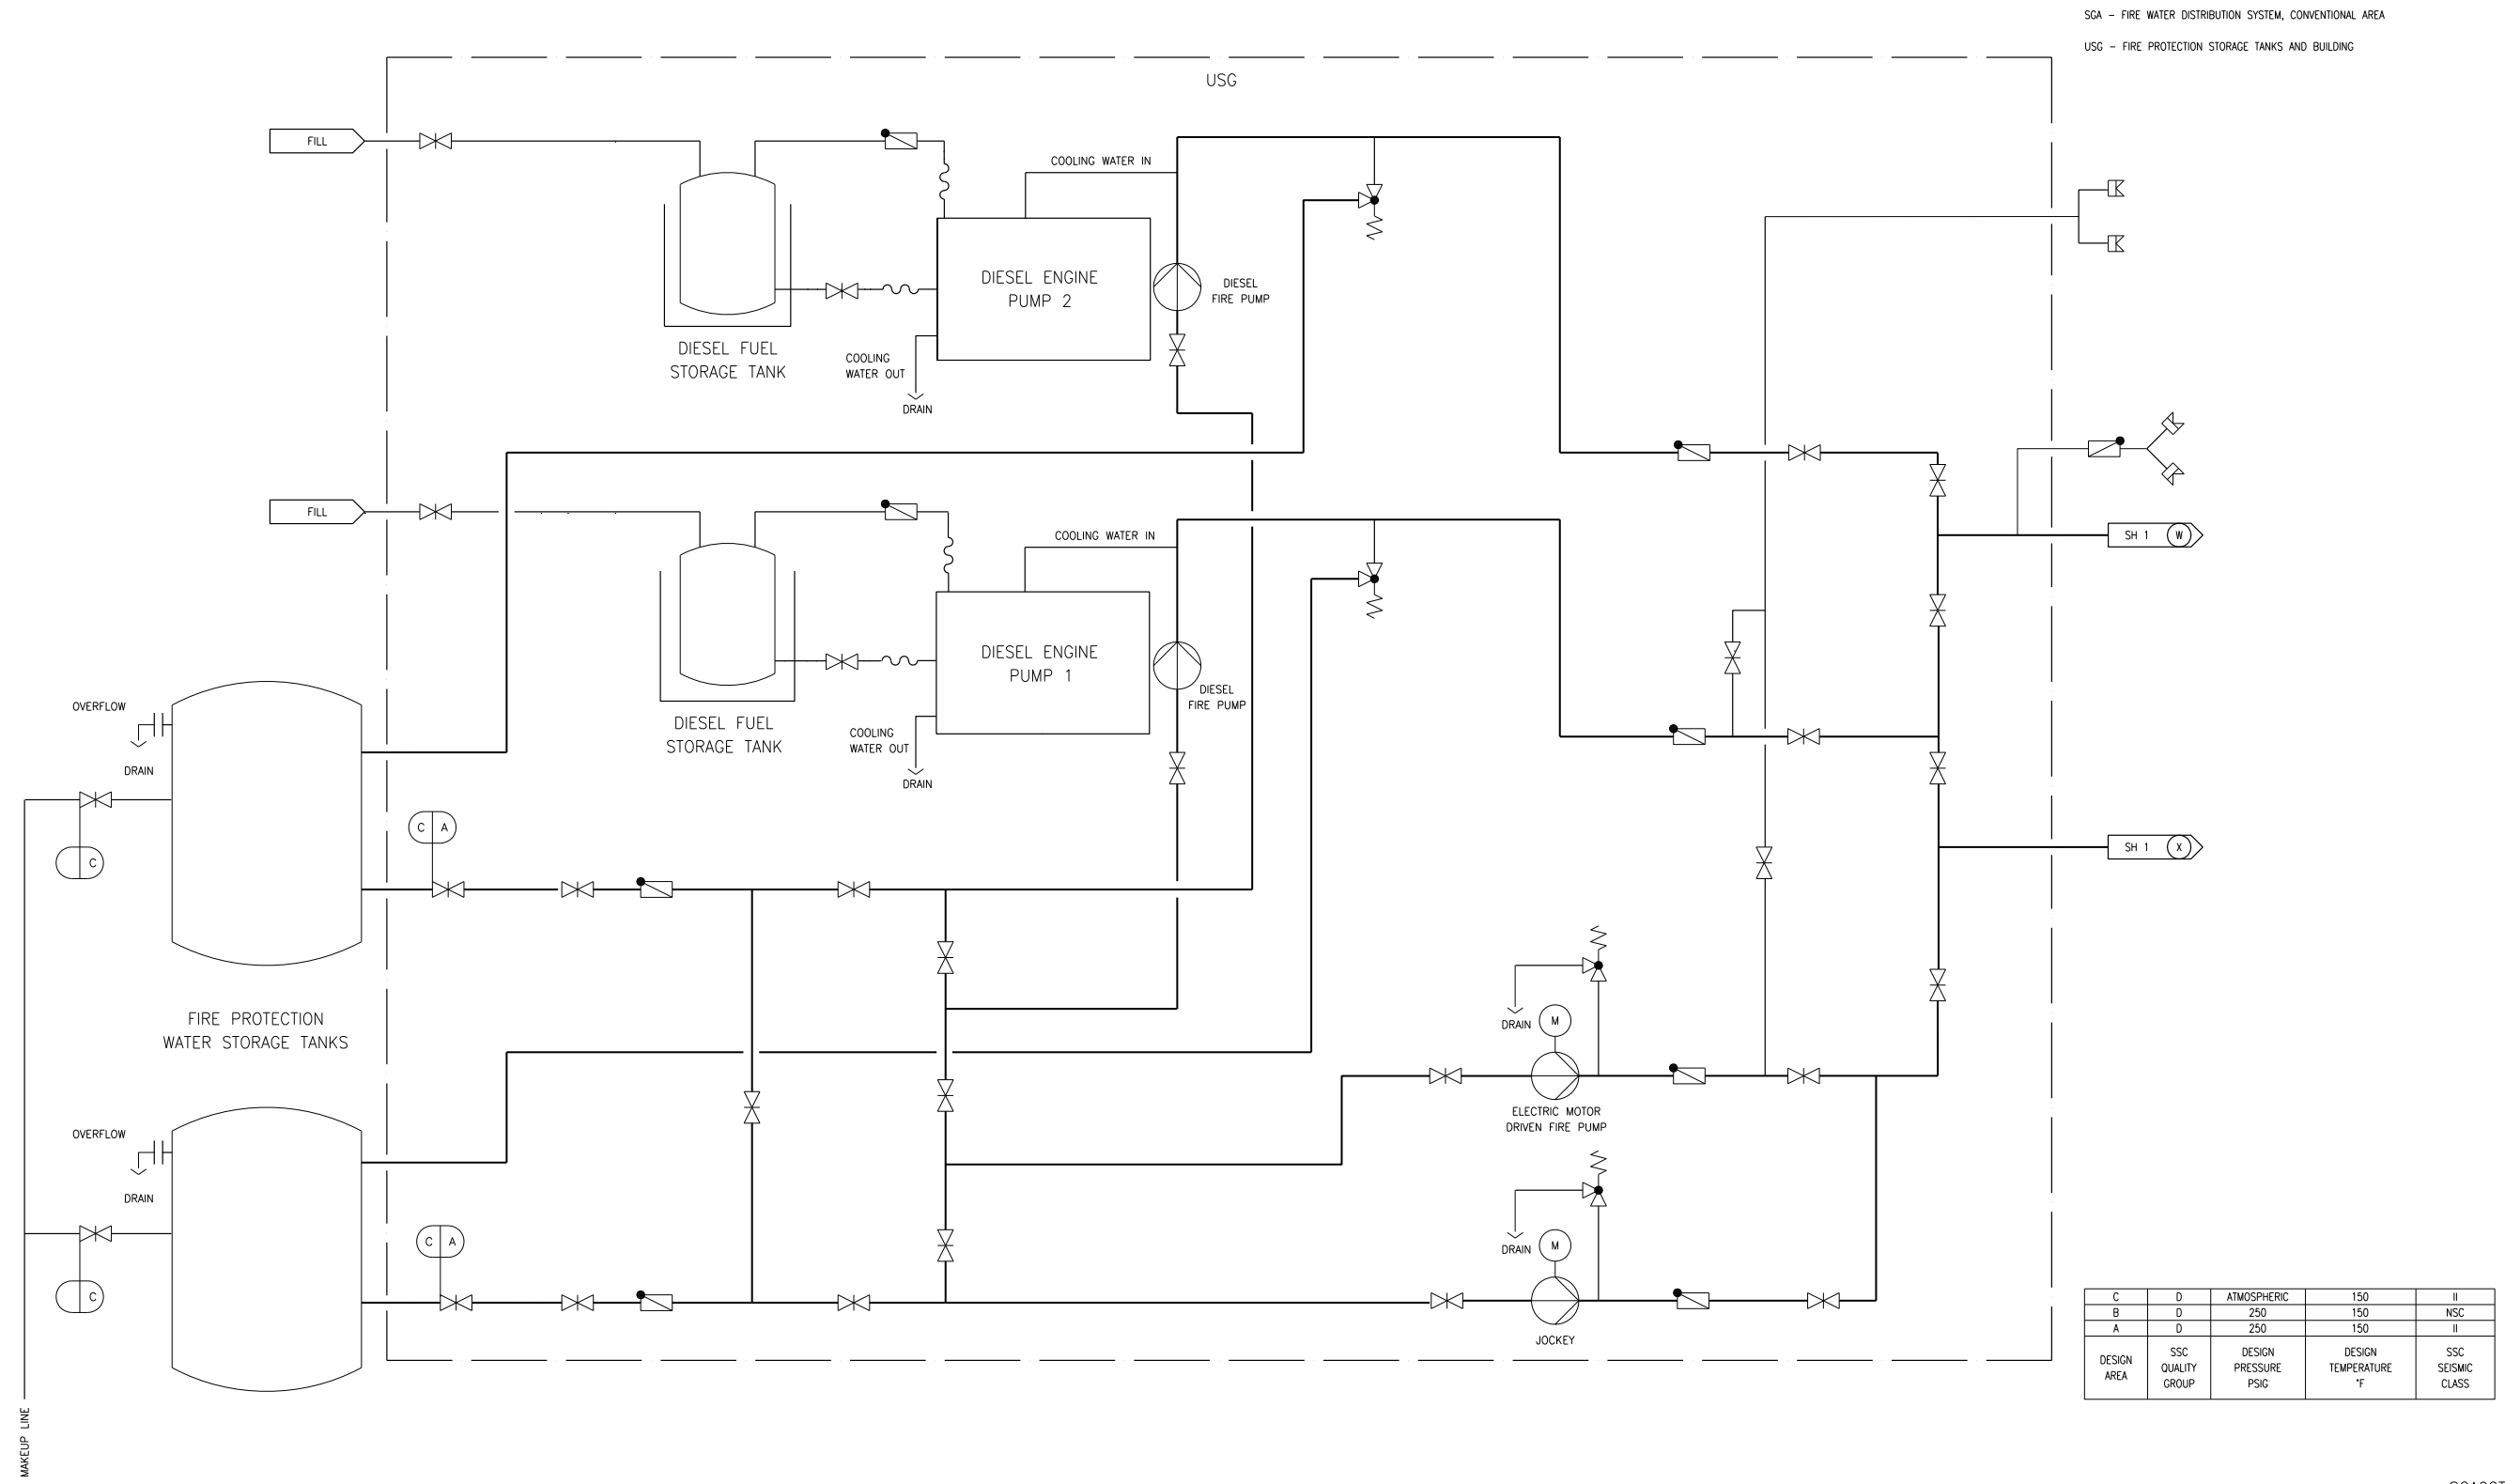 SGA - FIRE WATER DISTRIBUTION SYSTEM, CONVENTIONAL AREA
USG - FIRE PROTECTION STORAGE TANKS AND BUILDING
USG
FILL
COOLING WATER IN
DIESEL ENGINE
PUMP 2
DIESEL
FIRE PUMP
DIESEL FUEL
STORAGE TANK
COOLING
WATER OUT
DRAIN
FILL
COOLING WATER IN
SH 1 W
DIESEL ENGINE
PUMP 1
DIESEL
FIRE PUMP
DIESEL FUEL
STORAGE TANK
COOLING
WATER OUT
DRAIN
OVERFLOW
DRAIN
C A
C
SH 1 X
FIRE PROTECTION
WATER STORAGE TANKS
DRAIN
M
ELECTRIC MOTOR
DRIVEN FIRE PUMP
OVERFLOW
DRAIN
C A
C
DRAIN
M
JOCKEY
C D ATMOSPHERIC 150 II
B D 250 150 NSC
A D 250 150 II
DESIGN
AREA
SSC
QUALITY
GROUP
DESIGN
PRESSURE
PSIG
DESIGN
TEMPERATURE
°F
SSC
SEISMIC
CLASS
MAKEUP LINE